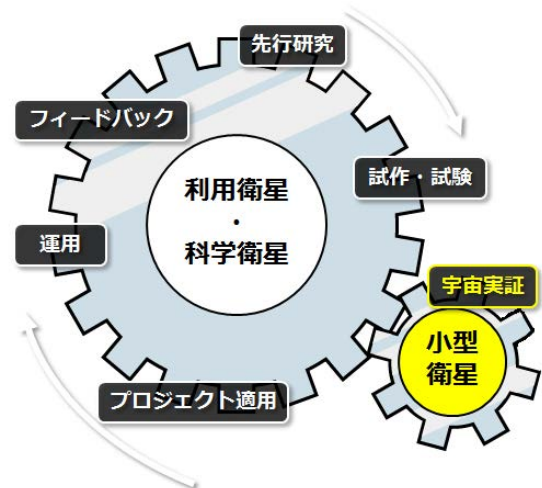 先行研究
フィードバック
試作・試験
利用衛星
・
科学衛星
運用
宇宙実証
小型
衛星
プロジェクト適用